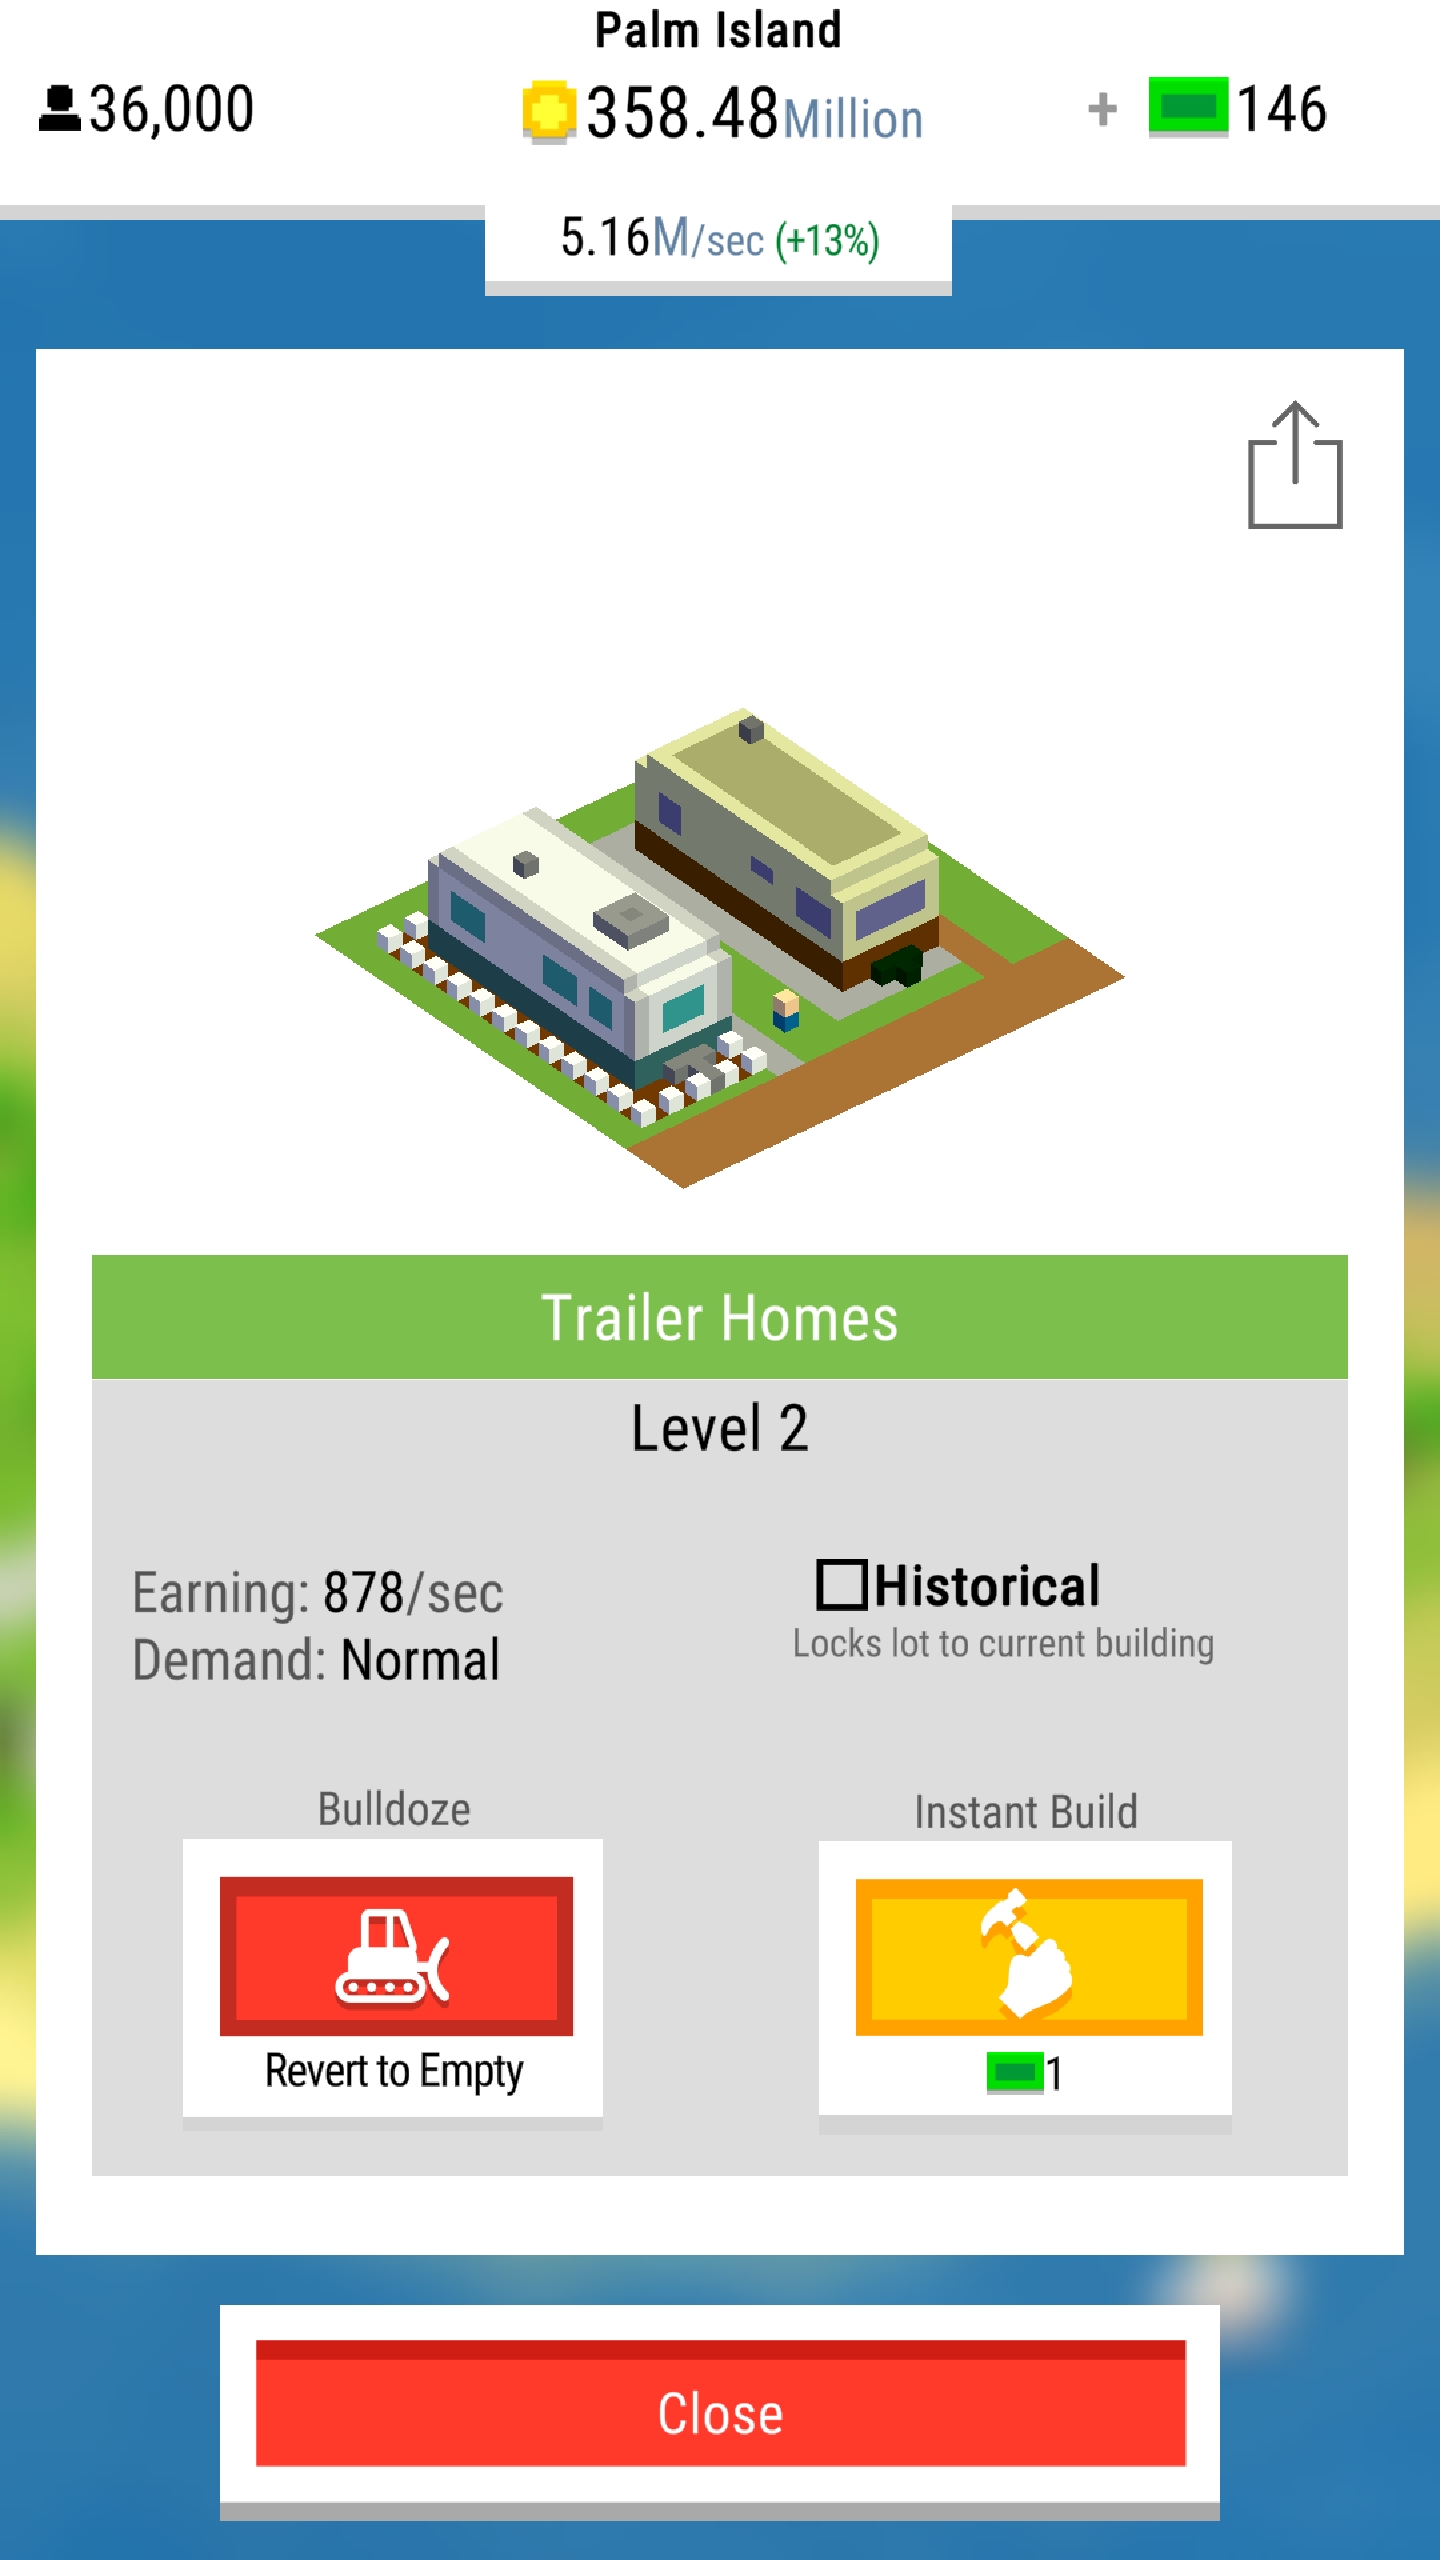 Palm Island
36,000
358.48Million
+ 146
5.16M/sec (+13%)
Trailer Homes
Level 2
Earning: 878/sec
Demand: Normal
Historical
Locks lot to current building
Bulldoze
Revert to Empty
Instant Build
1
Close